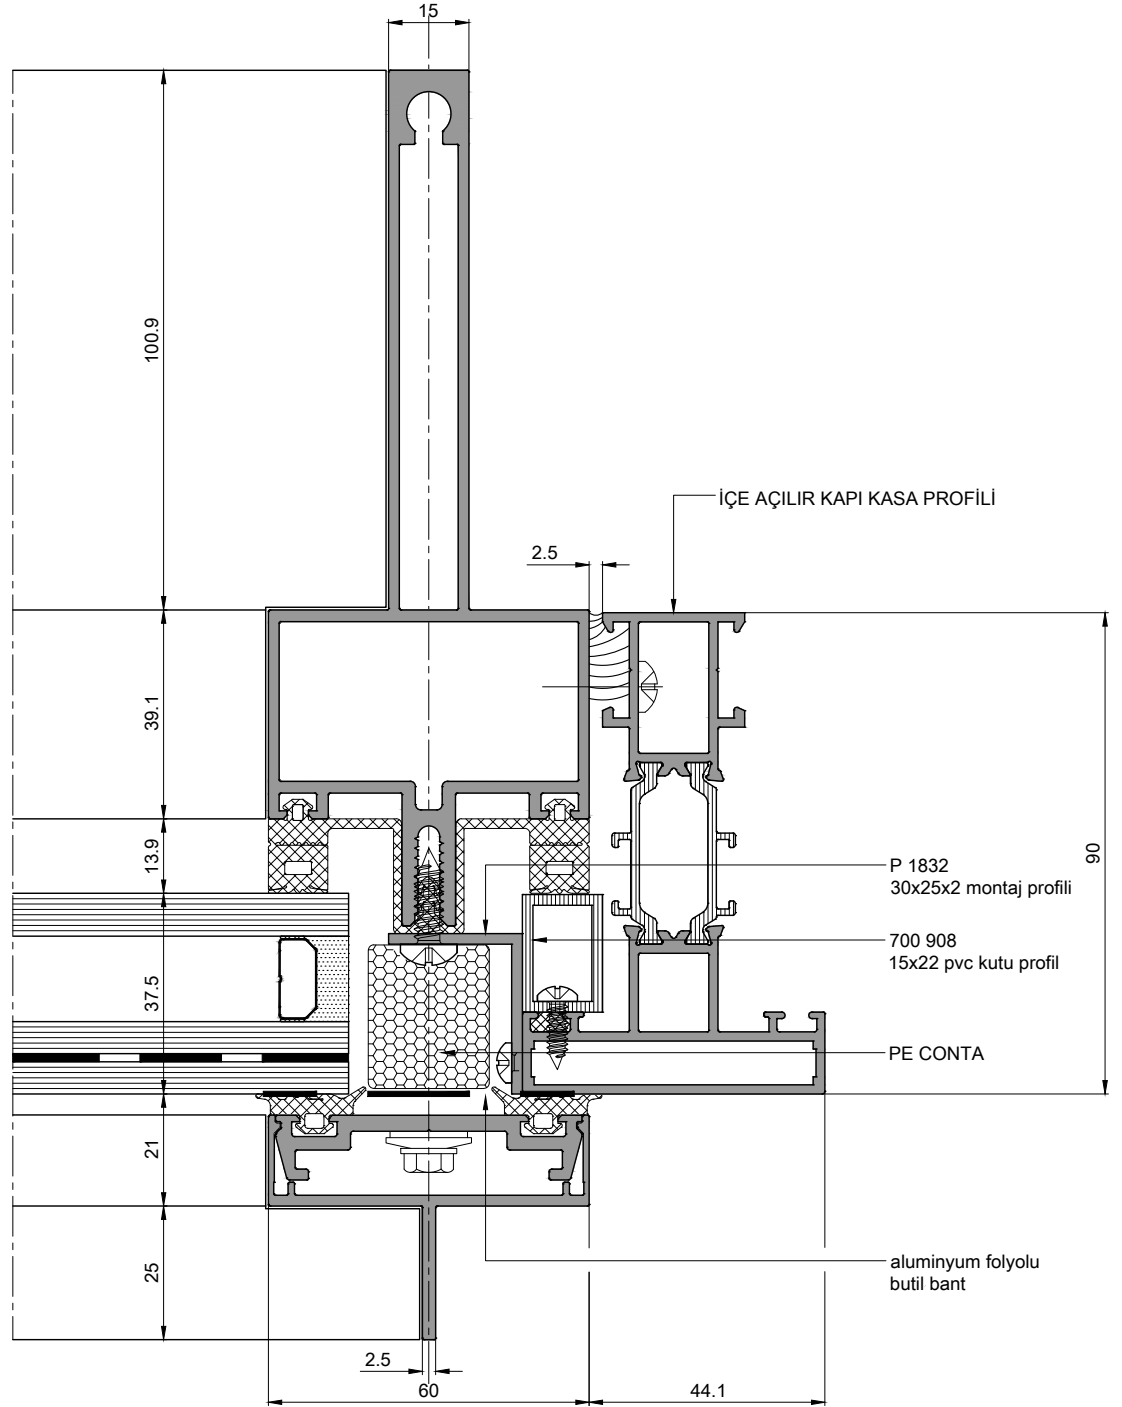 15
100.9
İÇE AÇILIR KAPI KASA PROFİLİ
2.5
39.1
13.9
90
P 1832
30x25x2 montaj profili
700 908
15x22 pvc kutu profil
37.5
PE CONTA
21
aluminyum folyolu
butil bant
25
2.5
60
44.1